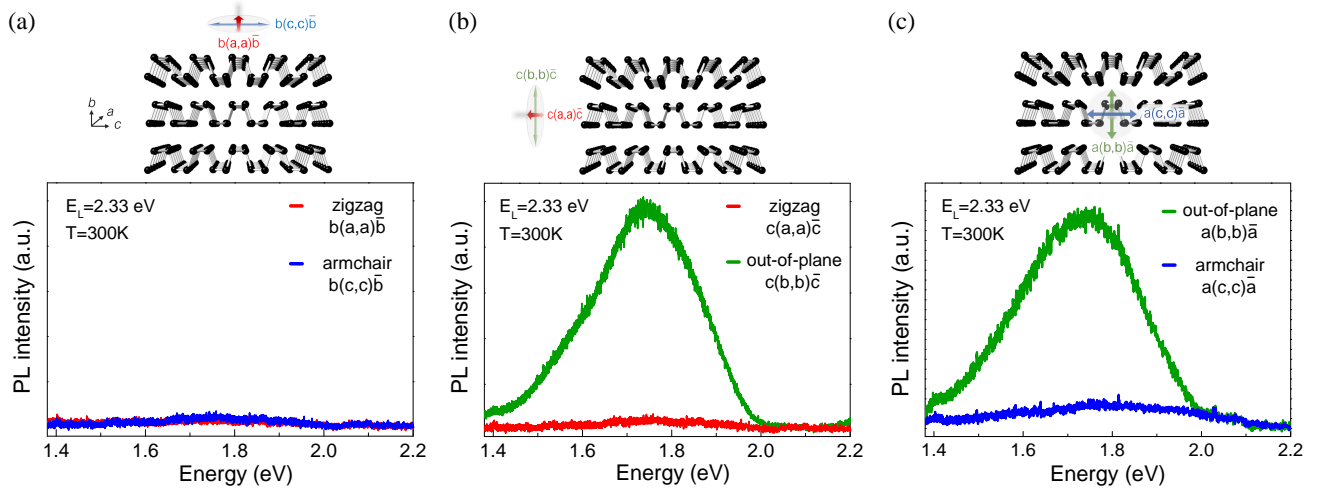 (a)
b(c,c)b̄
b(a,a)b̄
b
a
c
E_L=2.33 eV
T=300K
zigzag
b(a,a)b̄
armchair
b(c,c)b̄
PL intensity (a.u.)
1.4 1.6 1.8 2.0 2.2
Energy (eV)
(b)
c(b,b)c̄
c(a,a)c̄
E_L=2.33 eV
T=300K
zigzag
c(a,a)c̄
out-of-plane
c(b,b)c̄
PL intensity (a.u.)
1.4 1.6 1.8 2.0 2.2
Energy (eV)
(c)
a(c,c)ā
a(b,b)ā
E_L=2.33 eV
T=300K
out-of-plane
a(b,b)ā
armchair
a(c,c)ā
PL intensity (a.u.)
1.4 1.6 1.8 2.0 2.2
Energy (eV)